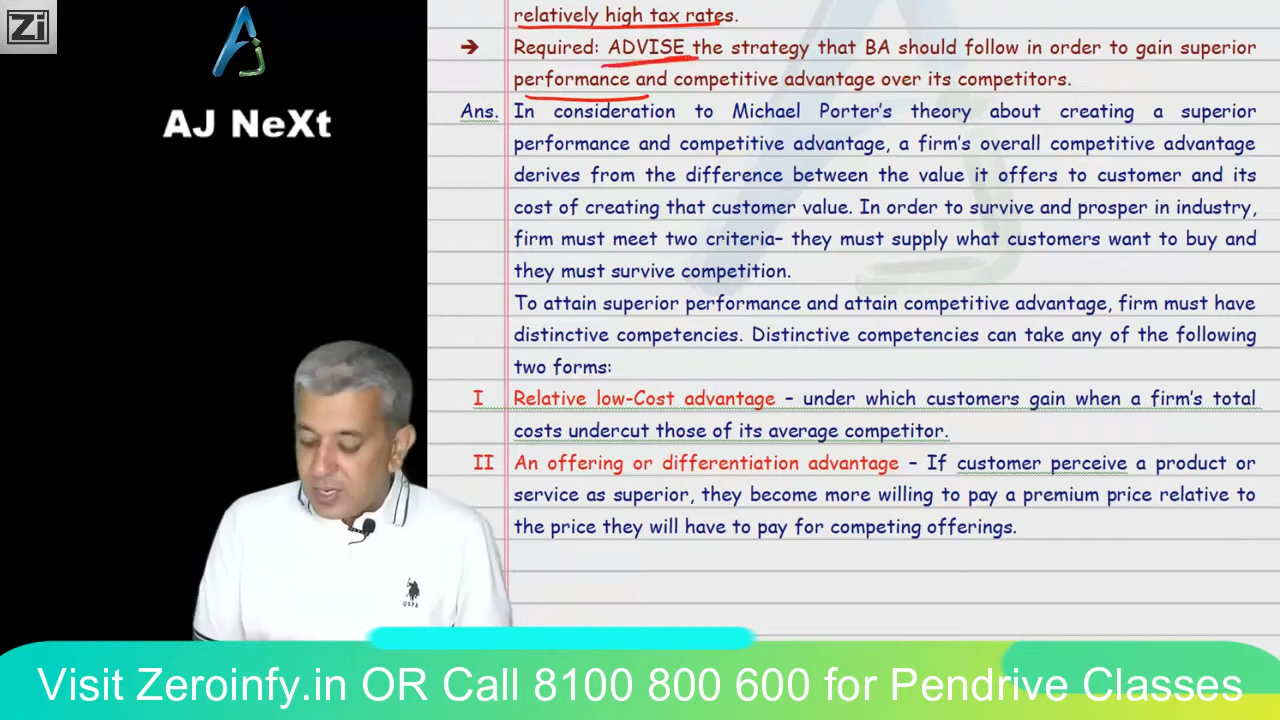 Zi
AJ NeXt
relatively high tax rates.
➔ Required: ADVISE the strategy that BA should follow in order to gain superior
performance and competitive advantage over its competitors.
Ans. In consideration to Michael Porter's theory about creating a superior
performance and competitive advantage, a firm's overall competitive advantage
derives from the difference between the value it offers to customer and its
cost of creating that customer value. In order to survive and prosper in industry,
firm must meet two criteria– they must supply what customers want to buy and
they must survive competition.
To attain superior performance and attain competitive advantage, firm must have
distinctive competencies. Distinctive competencies can take any of the following
two forms:
I Relative low-Cost advantage – under which customers gain when a firm's total
costs undercut those of its average competitor.
II An offering or differentiation advantage – If customer perceive a product or
service as superior, they become more willing to pay a premium price relative to
the price they will have to pay for competing offerings.
USPA
Visit Zeroinfy.in OR Call 8100 800 600 for Pendrive Classes